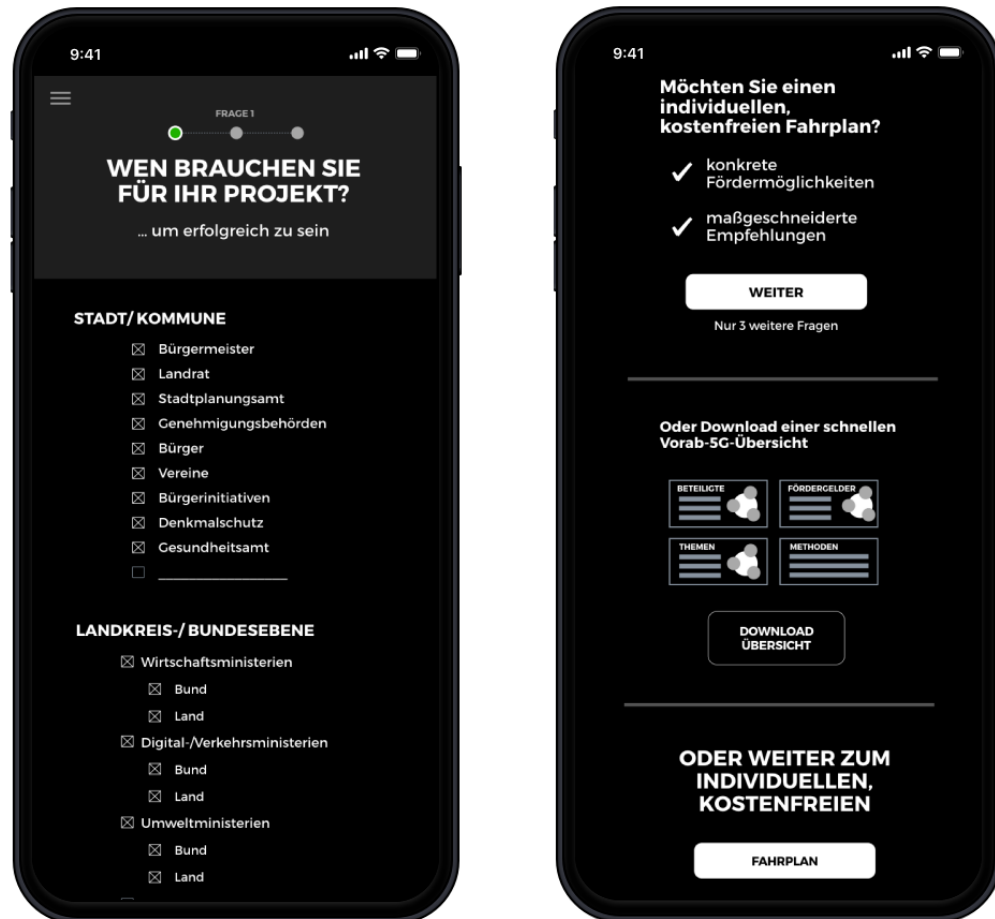 9:41
FRAGE 1
WEN BRAUCHEN SIE
FÜR IHR PROJEKT?
... um erfolgreich zu sein
STADT/ KOMMUNE
Bürgermeister
Landrat
Stadtplanungsamt
Genehmigungsbehörden
Bürger
Vereine
Bürgerinitiativen
Denkmalschutz
Gesundheitsamt
LANDKREIS-/ BUNDESEBENE
Wirtschaftsministerien
Bund
Land
Digital-/Verkehrsministerien
Bund
Land
Umweltministerien
Bund
Land
9:41
Möchten Sie einen
individuellen,
kostenfreien Fahrplan?
konkrete
Fördermöglichkeiten
maßgeschneiderte
Empfehlungen
WEITER
Nur 3 weitere Fragen
Oder Download einer schnellen
Vorab-5G-Übersicht
BETEILIGTE
FÖRDERGELDER
THEMEN
METHODEN
DOWNLOAD
ÜBERSICHT
ODER WEITER ZUM
INDIVIDUELLEN,
KOSTENFREIEN
FAHRPLAN